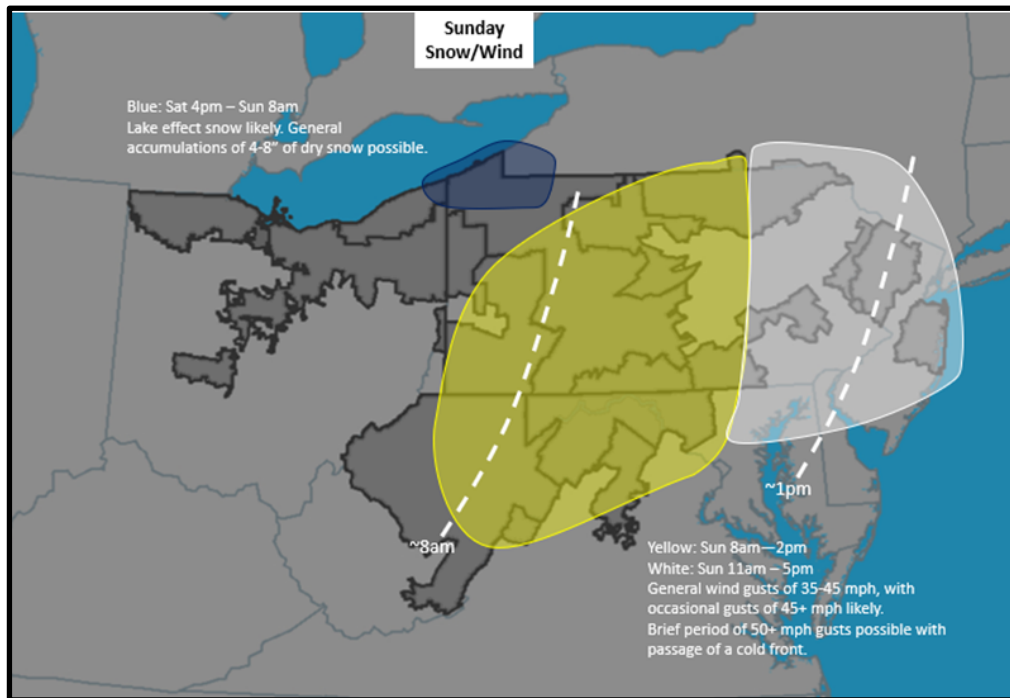 Sunday
Snow/Wind
Blue: Sat 4pm – Sun 8am
Lake effect snow likely. General
accumulations of 4-8” of dry snow possible.
~8am
~1pm
Yellow: Sun 8am—2pm
White: Sun 11am – 5pm
General wind gusts of 35-45 mph, with
occasional gusts of 45+ mph likely.
Brief period of 50+ mph gusts possible with
passage of a cold front.